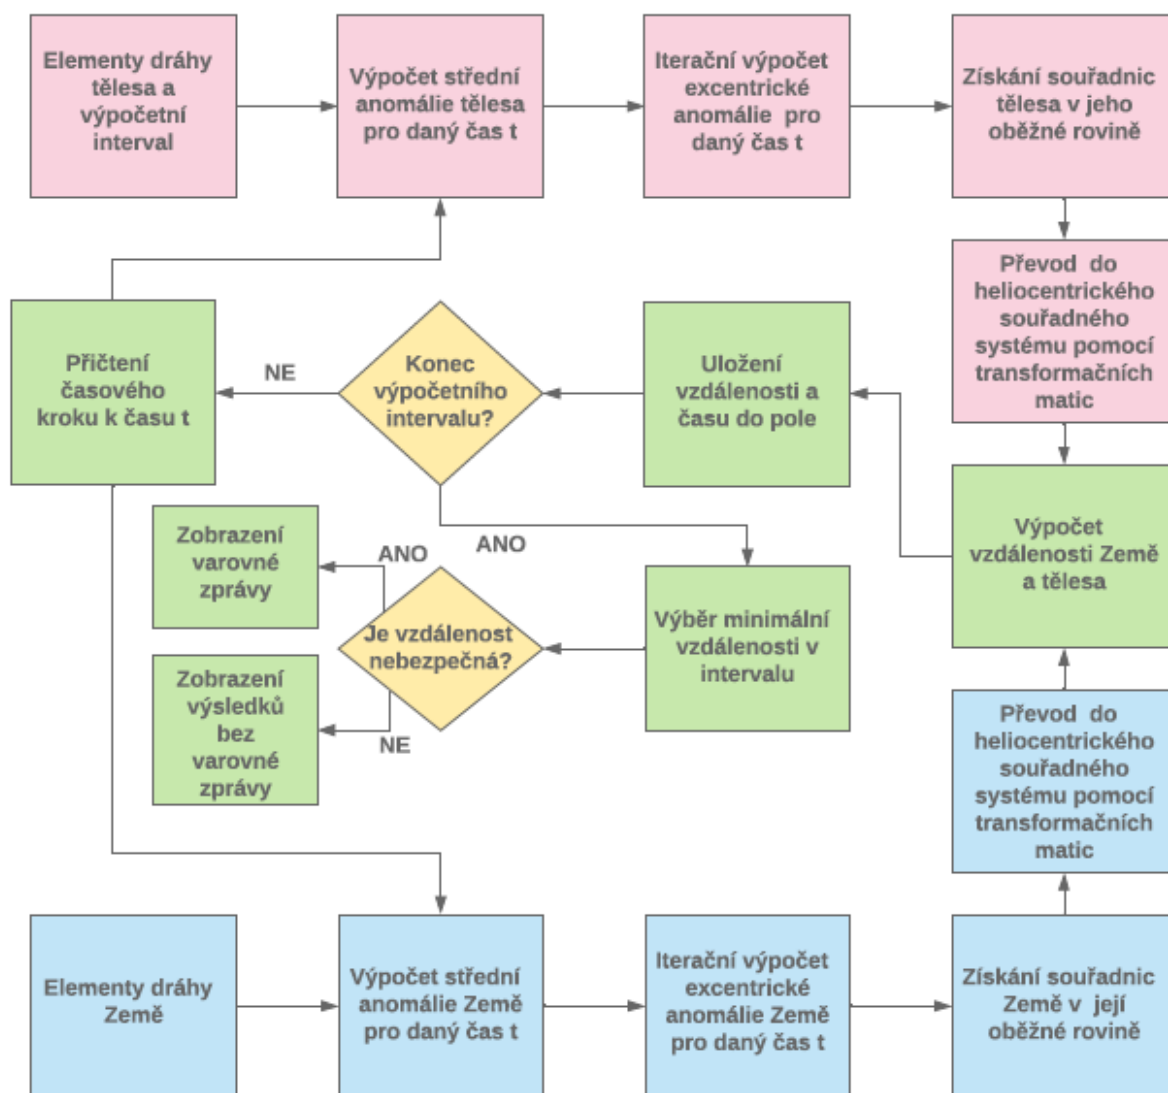 Elementy dráhy
tělesa a
výpočetní
interval
Výpočet střední
anomálie tělesa
pro daný čas t
Iterační výpočet
excentrické
anomálie  pro
daný čas t
Získání souřadnic
tělesa v jeho
oběžné rovině
Převod  do
heliocentrického
souřadného
systému pomocí
transformačních
matic
Přičtení
časového
kroku k času t
NE
Konec
výpočetního
intervalu?
Uložení
vzdálenosti a
času do pole
Výpočet
vzdálenosti Země
a tělesa
ANO
Zobrazení
varovné
zprávy
ANO
Je vzdálenost
nebezpečná?
Výběr minimální
vzdálenosti v
intervalu
Zobrazení
výsledků
bez
varovné
zprávy
NE
Převod  do
heliocentrického
souřadného
systému pomocí
transformačních
matic
Elementy dráhy
Země
Výpočet střední
anomálie Země
pro daný čas t
Iterační výpočet
excentrické
anomálie Země
pro daný čas t
Získání souřadnic
Země v  její
oběžné rovině